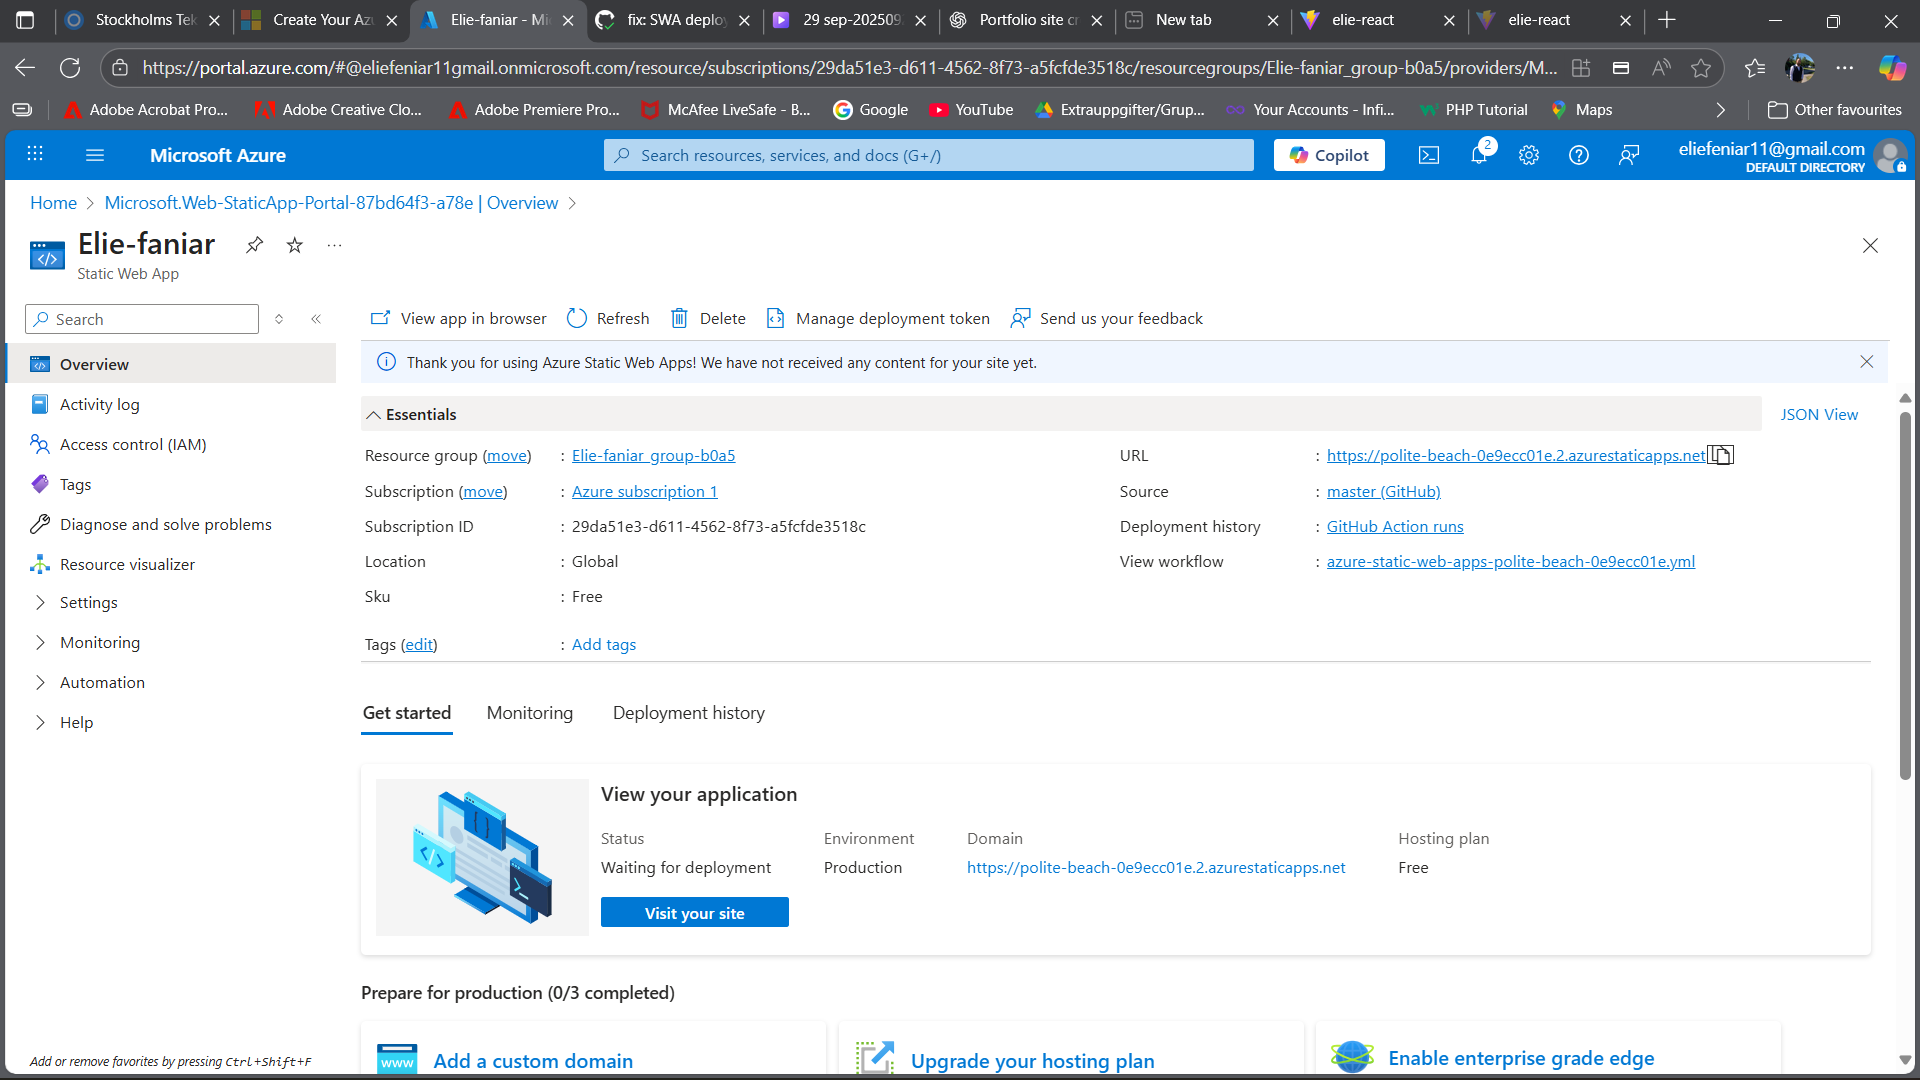 Stockholms Tek
Create Your Azu
Elie-faniar - Mi
fix: SWA deploy
29 sep-202509
Portfolio site cr
New tab
elie-react
elie-react
https://portal.azure.com/#@eliefeniar11gmail.onmicrosoft.com/resource/subscriptions/29da51e3-d611-4562-8f73-a5fcfde3518c/resourcegroups/Elie-faniar_group-b0a5/providers/M...
Adobe Acrobat Pro...
Adobe Creative Clo...
Adobe Premiere Pro...
McAfee LiveSafe - B...
Google
YouTube
Extrauppgifter/Grup...
Your Accounts - Infi...
PHP Tutorial
Maps
Other favourites
Microsoft Azure
Search resources, services, and docs (G+/)
Copilot
2
eliefeniar11@gmail.com
DEFAULT DIRECTORY
Home > Microsoft.Web-StaticApp-Portal-87bd64f3-a78e | Overview >
Elie-faniar
Static Web App
Search
Overview
Activity log
Access control (IAM)
Tags
Diagnose and solve problems
Resource visualizer
Settings
Monitoring
Automation
Help
Add or remove favorites by pressing Ctrl+Shift+F
View app in browser
Refresh
Delete
Manage deployment token
Send us your feedback
Thank you for using Azure Static Web Apps! We have not received any content for your site yet.
Essentials
JSON View
Resource group (move) : Elie-faniar_group-b0a5
Subscription (move) : Azure subscription 1
Subscription ID : 29da51e3-d611-4562-8f73-a5fcfde3518c
Location : Global
Sku : Free
Tags (edit) : Add tags
URL : https://polite-beach-0e9ecc01e.2.azurestaticapps.net
Source : master (GitHub)
Deployment history : GitHub Action runs
View workflow : azure-static-web-apps-polite-beach-0e9ecc01e.yml
Get started
Monitoring
Deployment history
View your application
Status
Waiting for deployment
Environment
Production
Domain
https://polite-beach-0e9ecc01e.2.azurestaticapps.net
Hosting plan
Free
Visit your site
Prepare for production (0/3 completed)
www
Add a custom domain
Upgrade your hosting plan
Enable enterprise grade edge